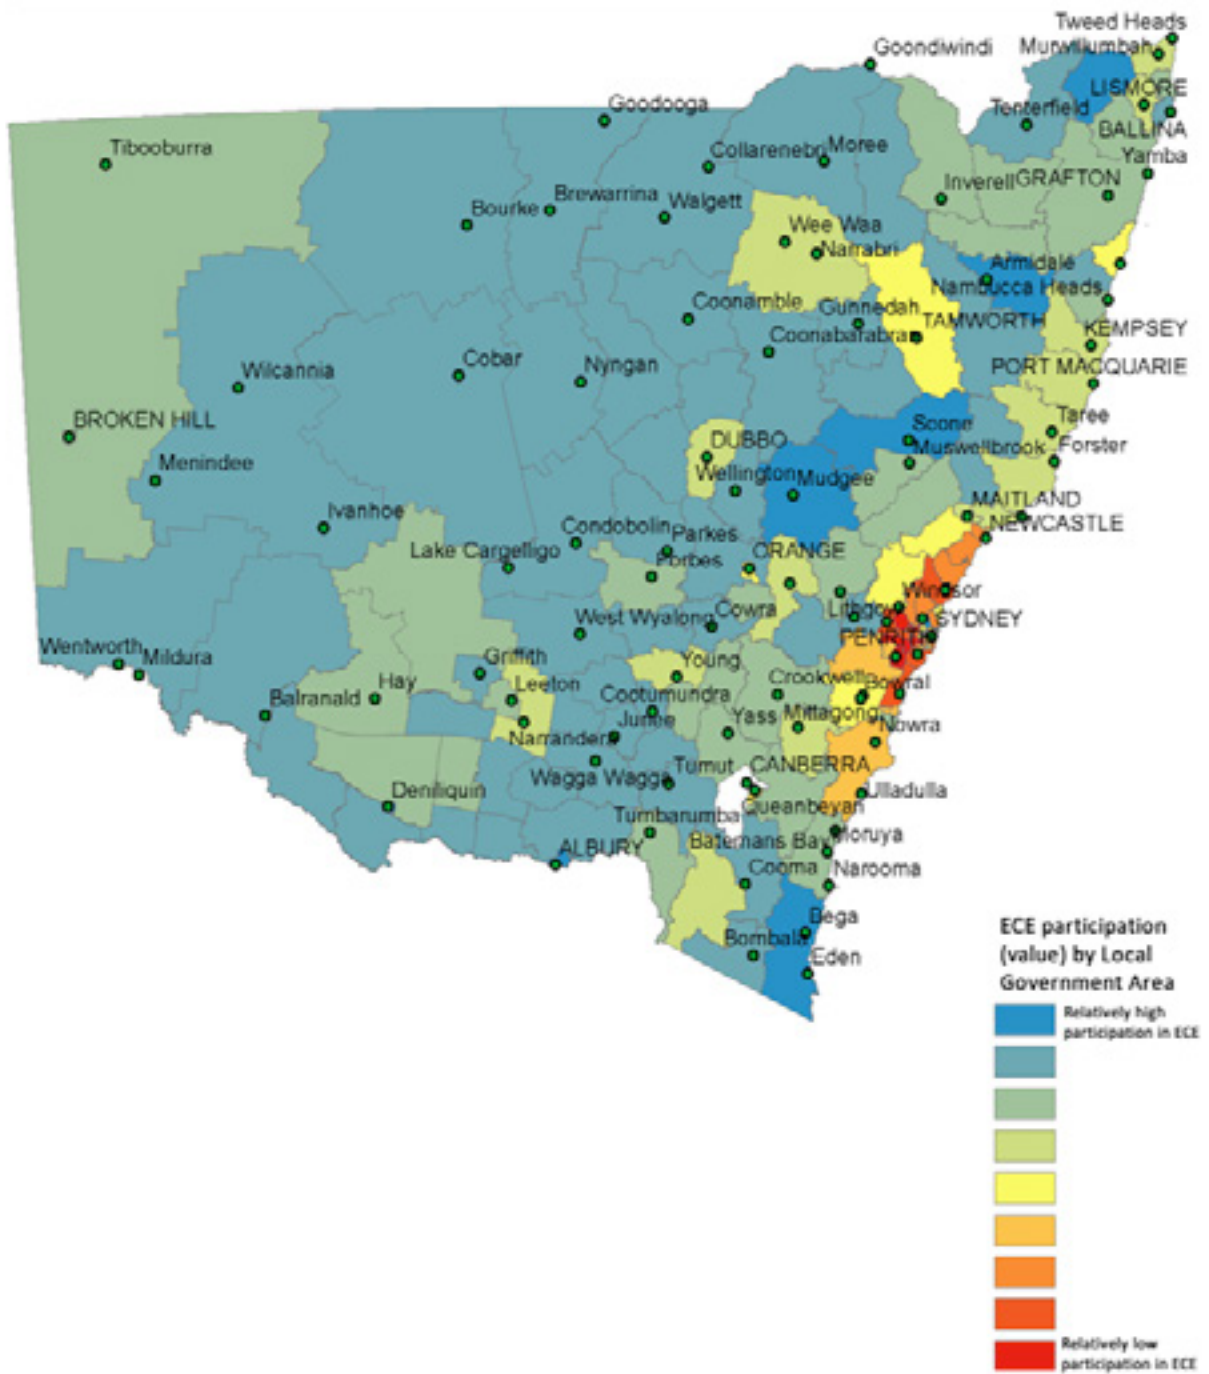 Tweed Heads
Goondiwindi
Murwillumbah
LISMORE
Goodooga
Tenterfield
BALLINA
Tibooburra
Collarenebri
Moree
Yamba
Inverell
GRAFTON
Bourke
Brewarrina
Walgett
Wee Waa
Narrabri
Armidale
Nambucca Heads
Coonamble
Gunnedah
TAMWORTH
KEMPSEY
Coonabarabran
Wilcannia
Cobar
Nyngan
PORT MACQUARIE
BROKEN HILL
Scone
Taree
DUBBO
Muswellbrook
Forster
Menindee
Wellington
Mudgee
MAITLAND
Ivanhoe
NEWCASTLE
Condobolin
Parkes
Lake Cargelligo
Forbes
ORANGE
Windsor
West Wyalong
Cowra
Lithgow
SYDNEY
PENRITH
Wentworth
Mildura
Griffith
Young
Crookwell
Bowral
Balranald
Hay
Leeton
Cootumundra
Junee
Yass
Mittagong
Nowra
Narrandera
Wagga Wagga
Tumut
CANBERRA
Deniliquin
Queanbeyan
Ulladulla
Tumbarumba
Batemans Bay
Moruya
ALBURY
Cooma
Narooma
Bega
Bombala
Eden
ECE participation
(value) by Local
Government Area
Relatively high
participation in ECE
Relatively low
participation in ECE